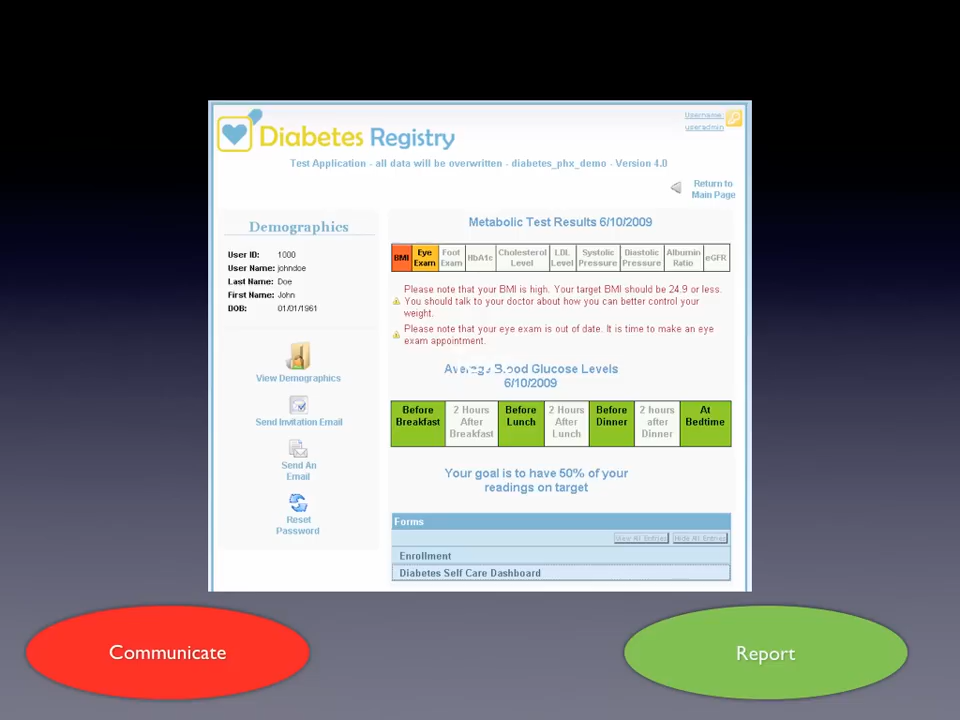 Diabetes Registry
Username:
useradmin
Test Application - all data will be overwritten - diabetes_phx_demo - Version 4.0
Return to
Main Page
Demographics
User ID: 1000
User Name: johndoe
Last Name: Doe
First Name: John
DOB: 01/01/1961
View Demographics
Send Invitation Email
Send An
Email
Reset
Password
Metabolic Test Results 6/10/2009
BMI
Eye
Exam
Foot
Exam
HbA1c
Cholesterol
Level
LDL
Level
Systolic
Pressure
Diastolic
Pressure
Albumin
Ratio
eGFR
Please note that your BMI is high. Your target BMI should be 24.9 or less.
You should talk to your doctor about how you can better control your
weight.
Please note that your eye exam is out of date. It is time to make an eye
exam appointment.
Average Blood Glucose Levels
6/10/2009
Before
Breakfast
2 Hours
After
Breakfast
Before
Lunch
2 Hours
After
Lunch
Before
Dinner
2 hours
after
Dinner
At
Bedtime
Your goal is to have 50% of your
readings on target
Forms
View All Entries
Hide All Entries
Enrollment
Diabetes Self Care Dashboard
Communicate
Report